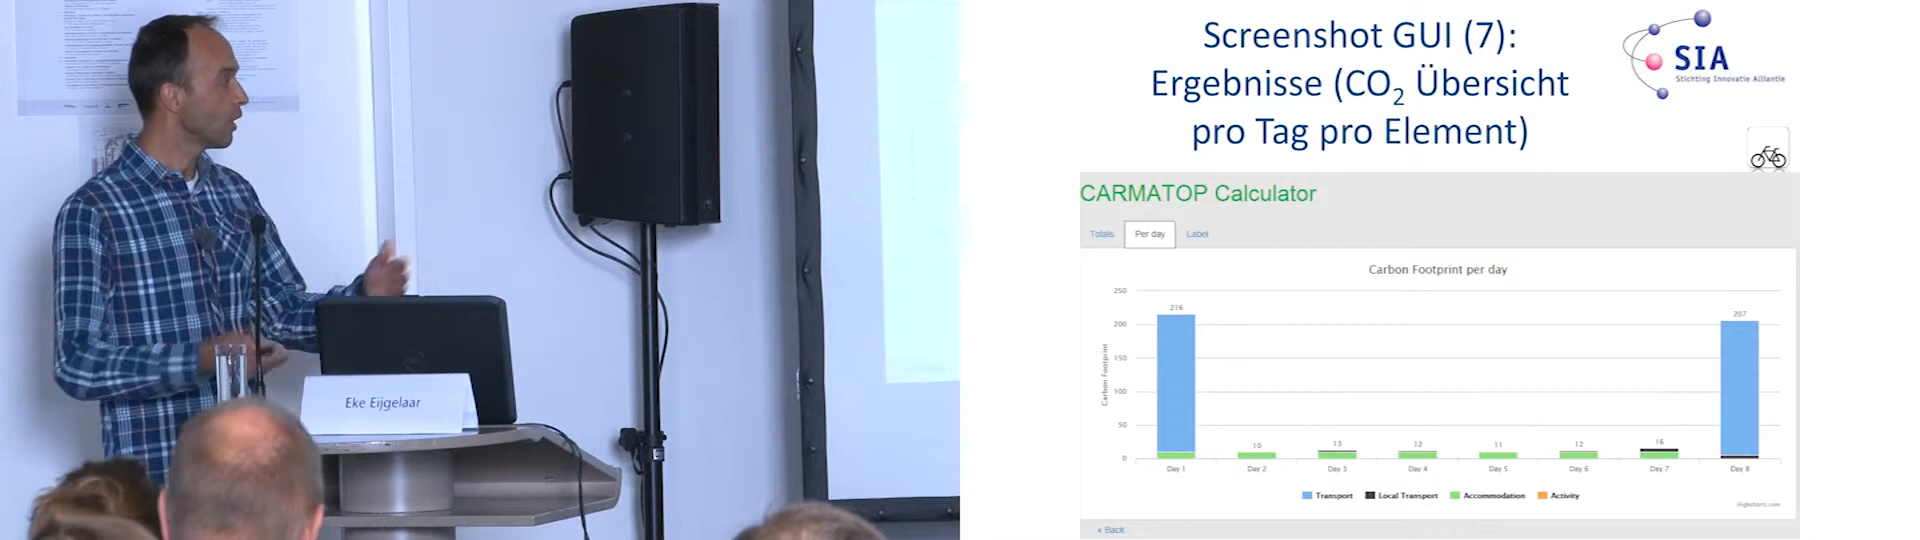 Eke Eijgelaar
Screenshot GUI (7):
Ergebnisse (CO2 Übersicht
pro Tag pro Element)
SIA
Stichting Innovatie Alliantie
CARMATOP Calculator
Totals Per day Label
Carbon Footprint per day
Carbon Footprint
250
200
150
100
50
0
216
10
13
12
11
12
16
207
Day 1 Day 2 Day 3 Day 4 Day 5 Day 6 Day 7 Day 8
Transport Local Transport Accommodation Activity
Highcharts.com
« Back